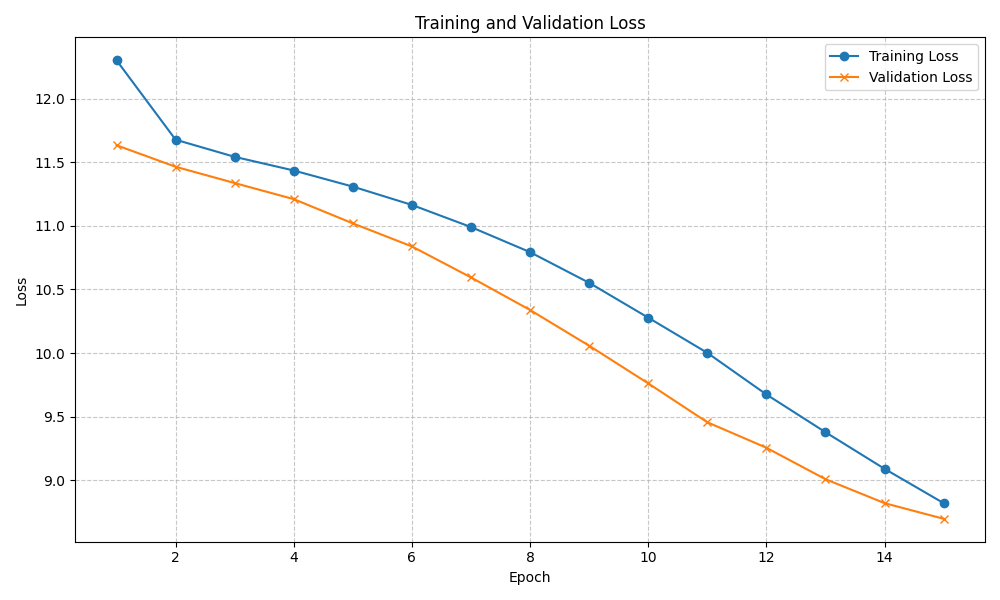 Training and Validation Loss
Training Loss
Validation Loss
12.0
11.5
11.0
10.5
10.0
9.5
9.0
Loss
2 4 6 8 10 12 14
Epoch